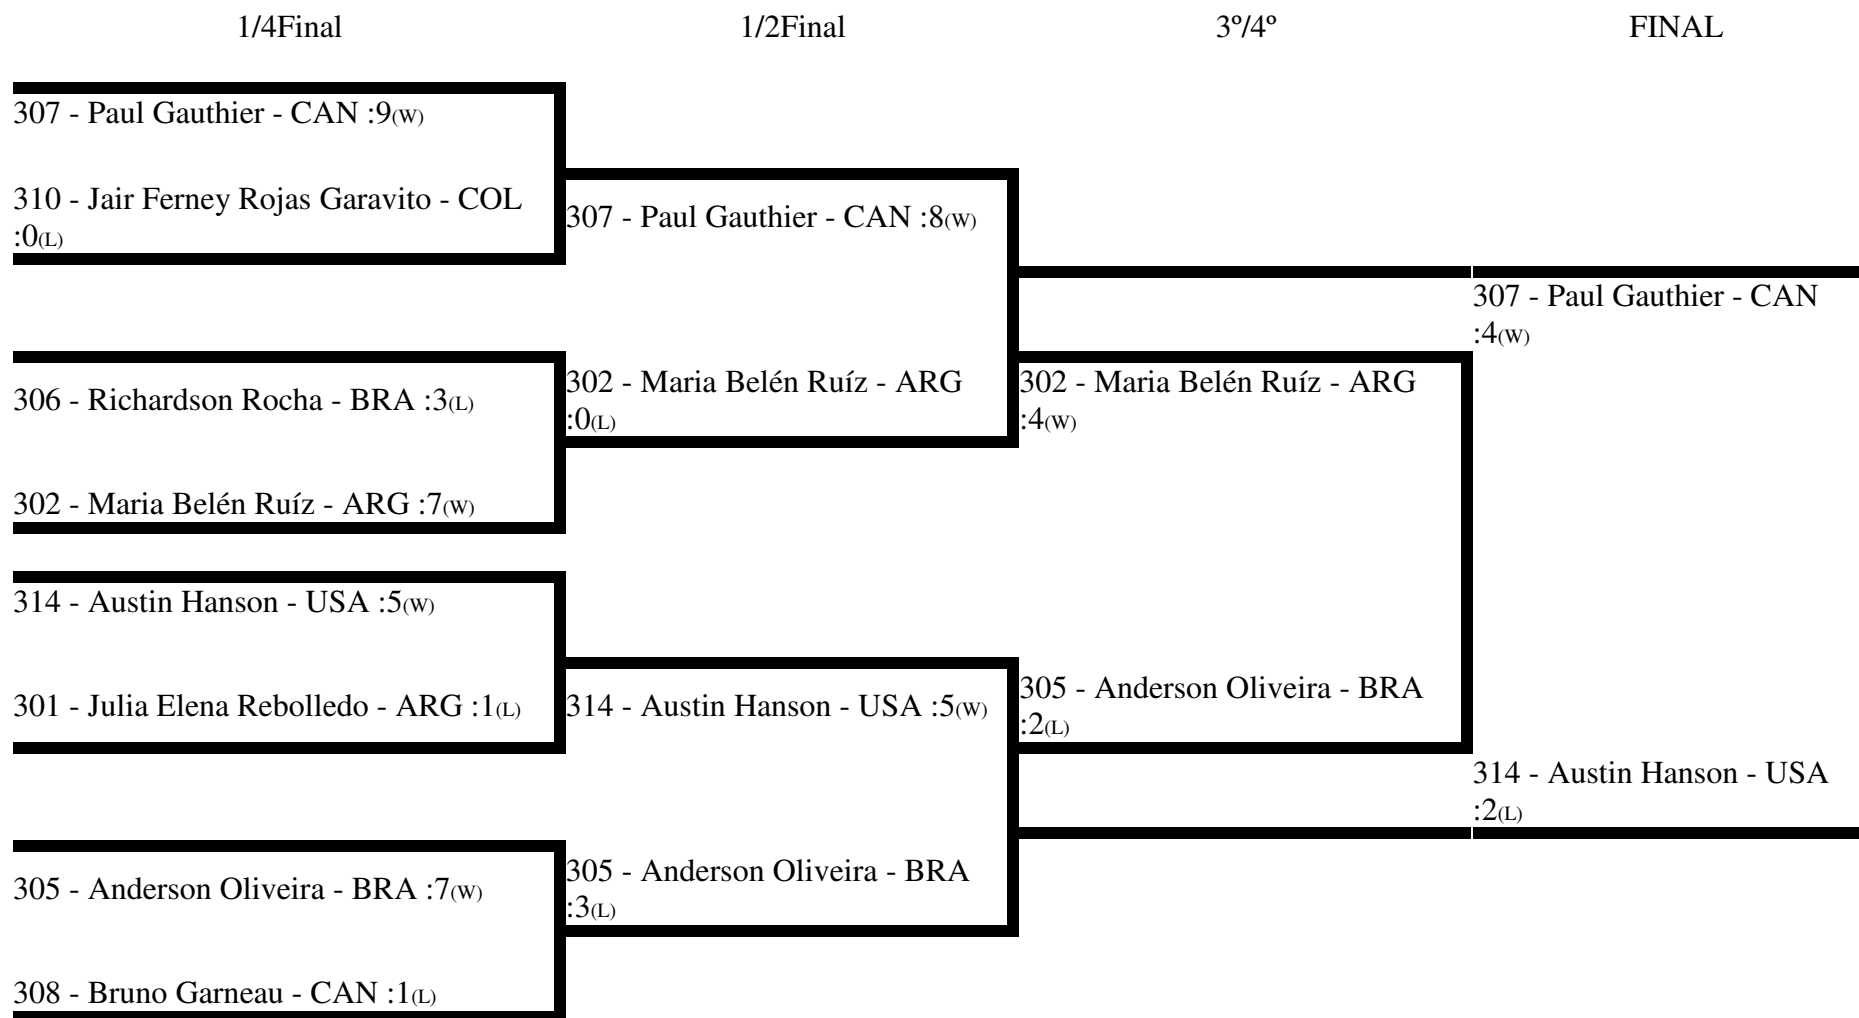 1/4Final
1/2Final
3º/4º
FINAL
307 - Paul Gauthier - CAN :9(W)
310 - Jair Ferney Rojas Garavito - COL
:0(L)
306 - Richardson Rocha - BRA :3(L)
302 - Maria Belén Ruíz - ARG :7(W)
314 - Austin Hanson - USA :5(W)
301 - Julia Elena Rebolledo - ARG :1(L)
305 - Anderson Oliveira - BRA :7(W)
308 - Bruno Garneau - CAN :1(L)
307 - Paul Gauthier - CAN :8(W)
302 - Maria Belén Ruíz - ARG
:0(L)
314 - Austin Hanson - USA :5(W)
305 - Anderson Oliveira - BRA
:3(L)
302 - Maria Belén Ruíz - ARG
:4(W)
305 - Anderson Oliveira - BRA
:2(L)
307 - Paul Gauthier - CAN
:4(W)
314 - Austin Hanson - USA
:2(L)